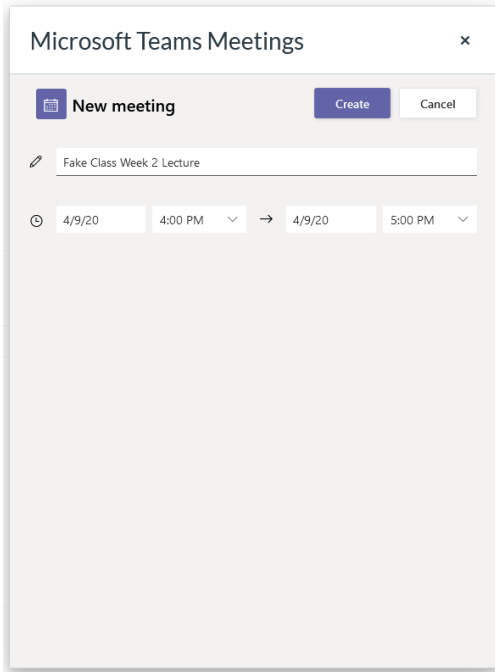 Microsoft Teams Meetings ×
New meeting Create Cancel
Fake Class Week 2 Lecture
4/9/20 4:00 PM → 4/9/20 5:00 PM